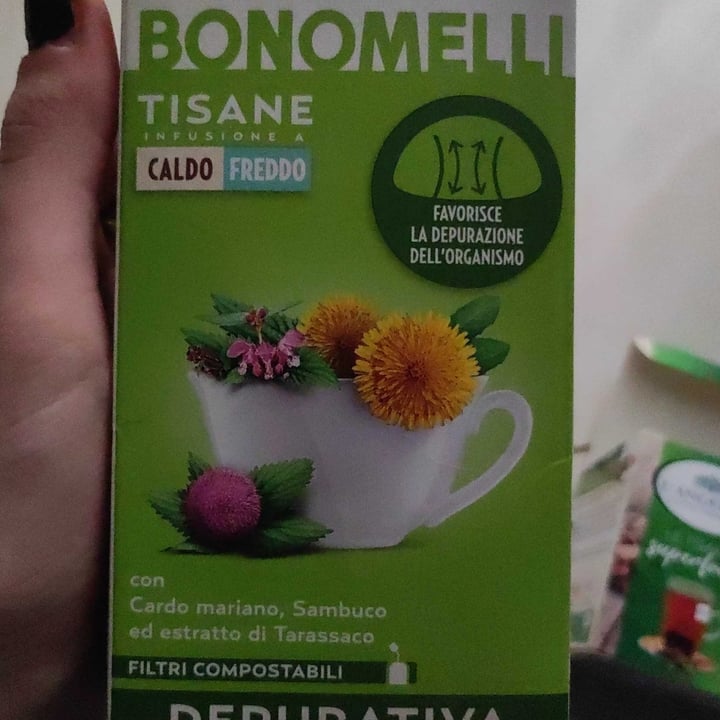 BONOMELLI
TISANE
INFUSIONE A
CALDO FREDDO
FAVORISCE
LA DEPURAZIONE
DELL'ORGANISMO
con
Cardo mariano, Sambuco
ed estratto di Tarassaco
FILTRI COMPOSTABILI
DEPURATIVA